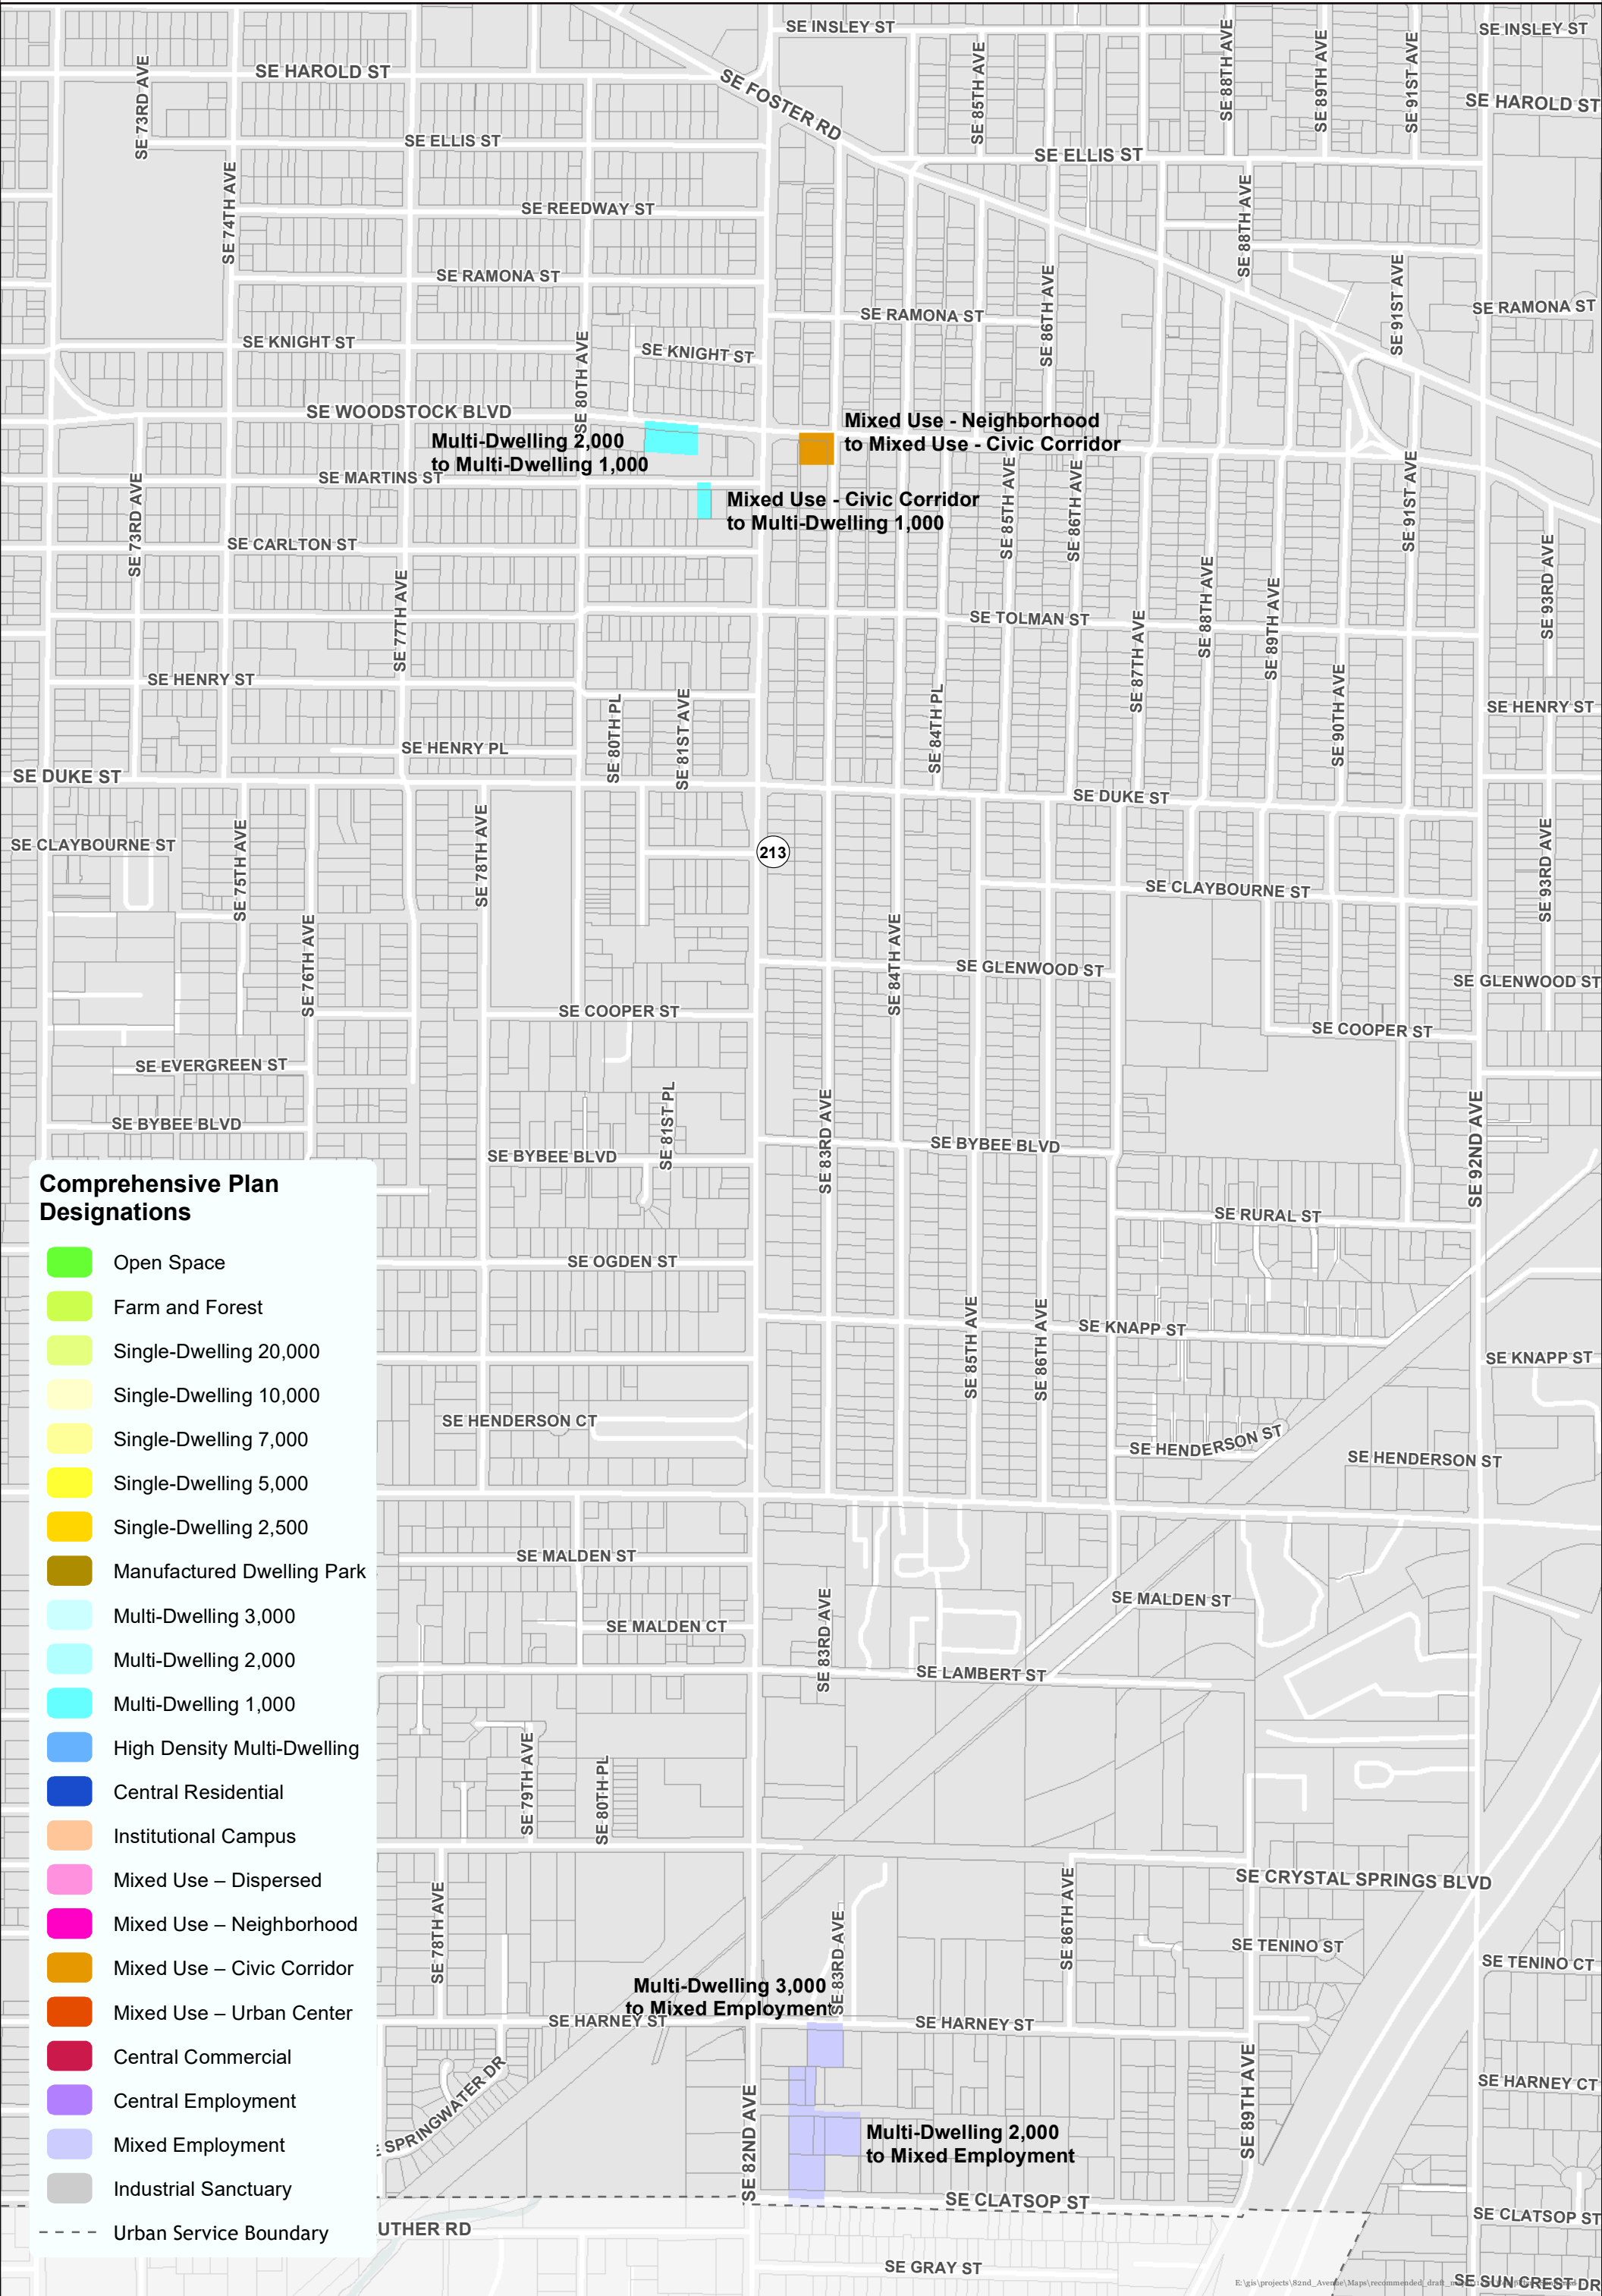 SE INSLEY ST
SE INSLEY ST
SE HAROLD ST
SE FOSTER RD
SE 73RD AVE
SE 85TH AVE
SE 88TH AVE
SE 89TH AVE
SE 91ST AVE
SE HAROLD ST
SE ELLIS ST
SE ELLIS ST
SE 74TH AVE
SE REEDWAY ST
SE 88TH AVE
SE RAMONA ST
SE RAMONA ST
SE 86TH AVE
SE 91ST AVE
SE RAMONA ST
SE KNIGHT ST
SE KNIGHT ST
SE 80TH AVE
SE WOODSTOCK BLVD
Multi-Dwelling 2,000
to Multi-Dwelling 1,000
Mixed Use - Neighborhood
to Mixed Use - Civic Corridor
SE MARTINS ST
Mixed Use - Civic Corridor
to Multi-Dwelling 1,000
SE 73RD AVE
SE 85TH AVE
SE 86TH AVE
SE 91ST AVE
SE CARLTON ST
SE 77TH AVE
SE TOLMAN ST
SE 87TH AVE
SE 88TH AVE
SE 89TH AVE
SE 93RD AVE
SE HENRY ST
SE 80TH PL
SE 81ST AVE
SE 84TH PL
SE 90TH AVE
SE HENRY ST
SE HENRY PL
SE DUKE ST
SE DUKE ST
SE CLAYBOURNE ST
SE 75TH AVE
SE 78TH AVE
213
SE 93RD AVE
SE CLAYBOURNE ST
SE 76TH AVE
SE 84TH AVE
SE GLENWOOD ST
SE GLENWOOD ST
SE COOPER ST
SE COOPER ST
SE EVERGREEN ST
SE BYBEE BLVD
SE BYBEE BLVD
SE 81ST PL
SE 83RD AVE
SE BYBEE BLVD
SE 92ND AVE
SE RURAL ST
SE OGDEN ST
SE 85TH AVE
SE 86TH AVE
SE KNAPP ST
SE KNAPP ST
SE HENDERSON CT
SE HENDERSON ST
SE HENDERSON ST
SE MALDEN ST
SE MALDEN ST
SE MALDEN CT
SE 83RD AVE
SE LAMBERT ST
SE 79TH AVE
SE 80TH PL
SE CRYSTAL SPRINGS BLVD
SE 78TH AVE
SE 83RD AVE
SE 86TH AVE
SE TENINO ST
SE TENINO CT
Multi-Dwelling 3,000
to Mixed Employment
SE HARNEY ST
SE HARNEY ST
SPRINGWATER DR
SE 82ND AVE
SE 89TH AVE
SE HARNEY CT
Multi-Dwelling 2,000
to Mixed Employment
SE CLATSOP ST
SE CLATSOP ST
UTHER RD
SE GRAY ST
SE SUN CREST DR
Comprehensive Plan
Designations
Open Space
Farm and Forest
Single-Dwelling 20,000
Single-Dwelling 10,000
Single-Dwelling 7,000
Single-Dwelling 5,000
Single-Dwelling 2,500
Manufactured Dwelling Park
Multi-Dwelling 3,000
Multi-Dwelling 2,000
Multi-Dwelling 1,000
High Density Multi-Dwelling
Central Residential
Institutional Campus
Mixed Use – Dispersed
Mixed Use – Neighborhood
Mixed Use – Civic Corridor
Mixed Use – Urban Center
Central Commercial
Central Employment
Mixed Employment
Industrial Sanctuary
Urban Service Boundary